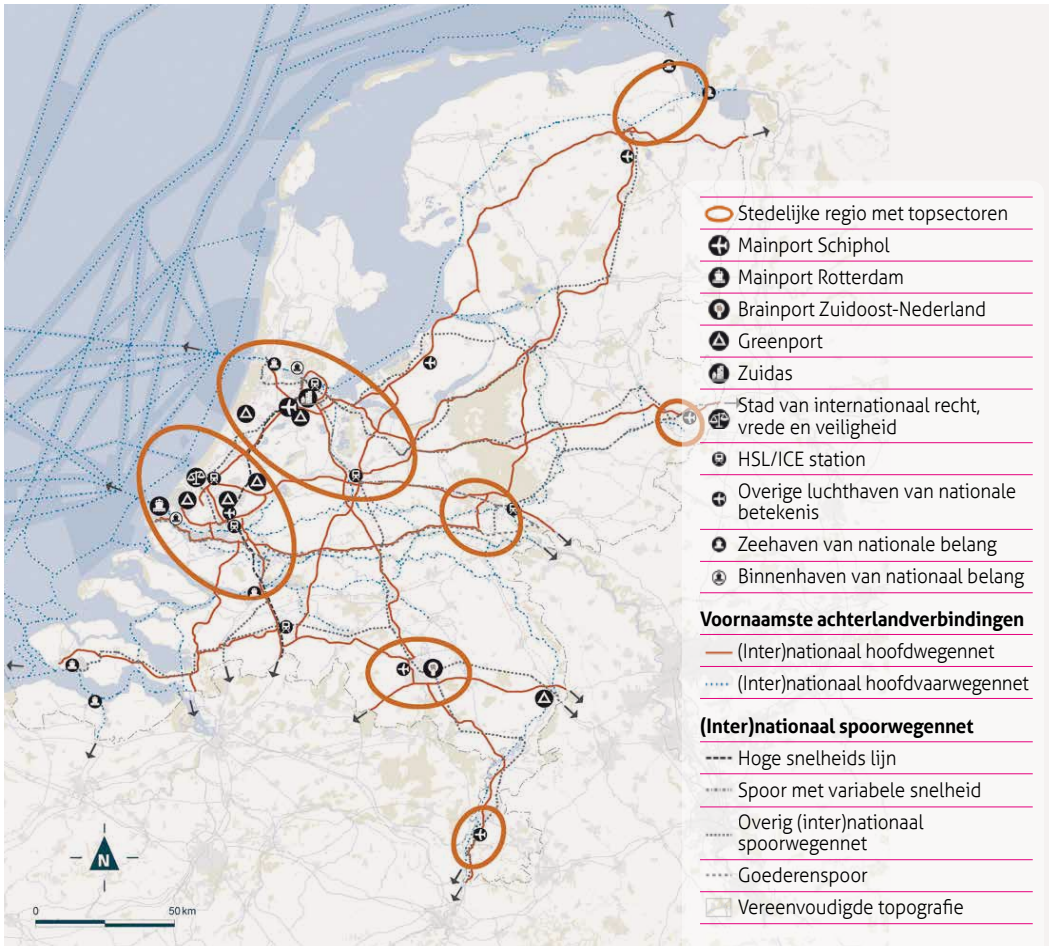 Stedelijke regio met topsectoren
Mainport Schiphol
Mainport Rotterdam
Brainport Zuidoost-Nederland
Greenport
Zuidas
Stad van internationaal recht,
vrede en veiligheid
HSL/ICE station
Overige luchthaven van nationale
betekenis
Zeehaven van nationale belang
Binnenhaven van nationaal belang
Voornaamste achterlandverbindingen
(Inter)nationaal hoofdwegennet
(Inter)nationaal hoofdvaarwegennet
(Inter)nationaal spoorwegennet
Hoge snelheids lijn
Spoor met variabele snelheid
Overig (inter)nationaal
spoorwegennet
Goederenspoor
Vereenvoudigde topografie
N
0 50 km